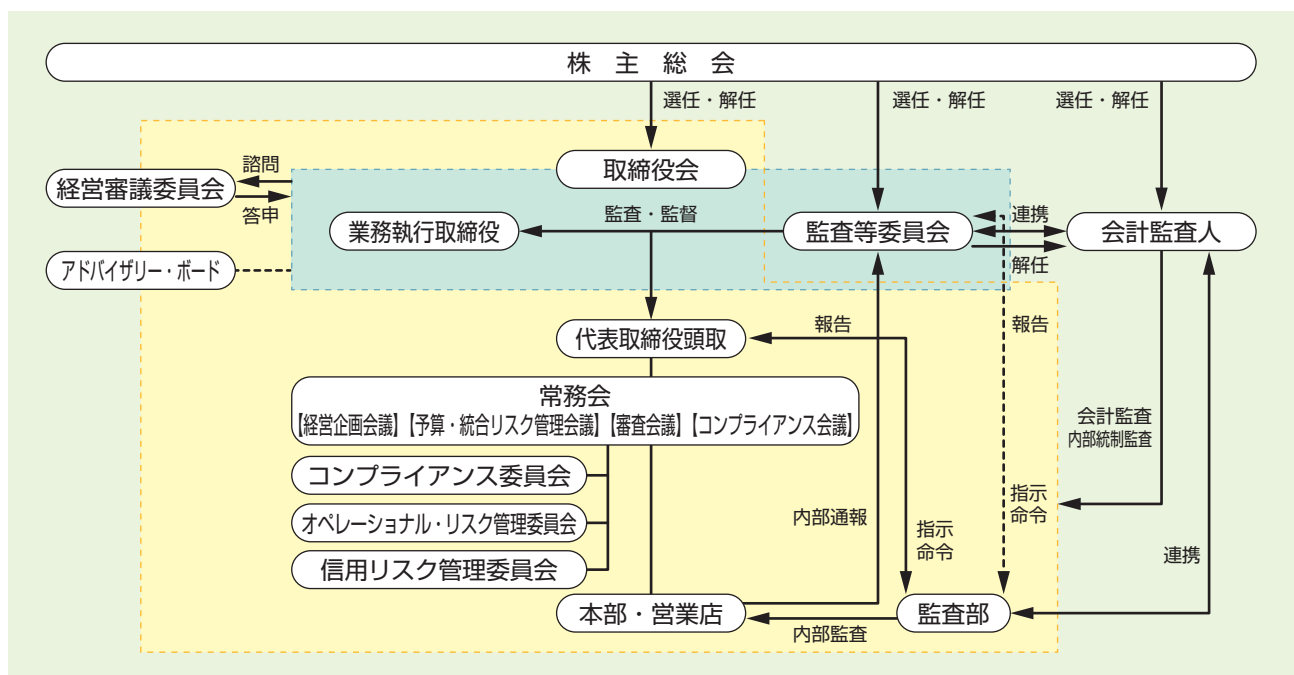 株主総会
選任・解任
選任・解任
選任・解任
取締役会
諮問
経営審議委員会
答申
監査・監督
業務執行取締役
監査等委員会
連携
会計監査人
解任
アドバイザリー・ボード
代表取締役頭取
報告
報告
常務会
【経営企画会議】【予算・統合リスク管理会議】【審査会議】【コンプライアンス会議】
会計監査
内部統制監査
コンプライアンス委員会
オペレーショナル・リスク管理委員会
信用リスク管理委員会
内部通報
指示
命令
指示
命令
連携
本部・営業店
内部監査
監査部